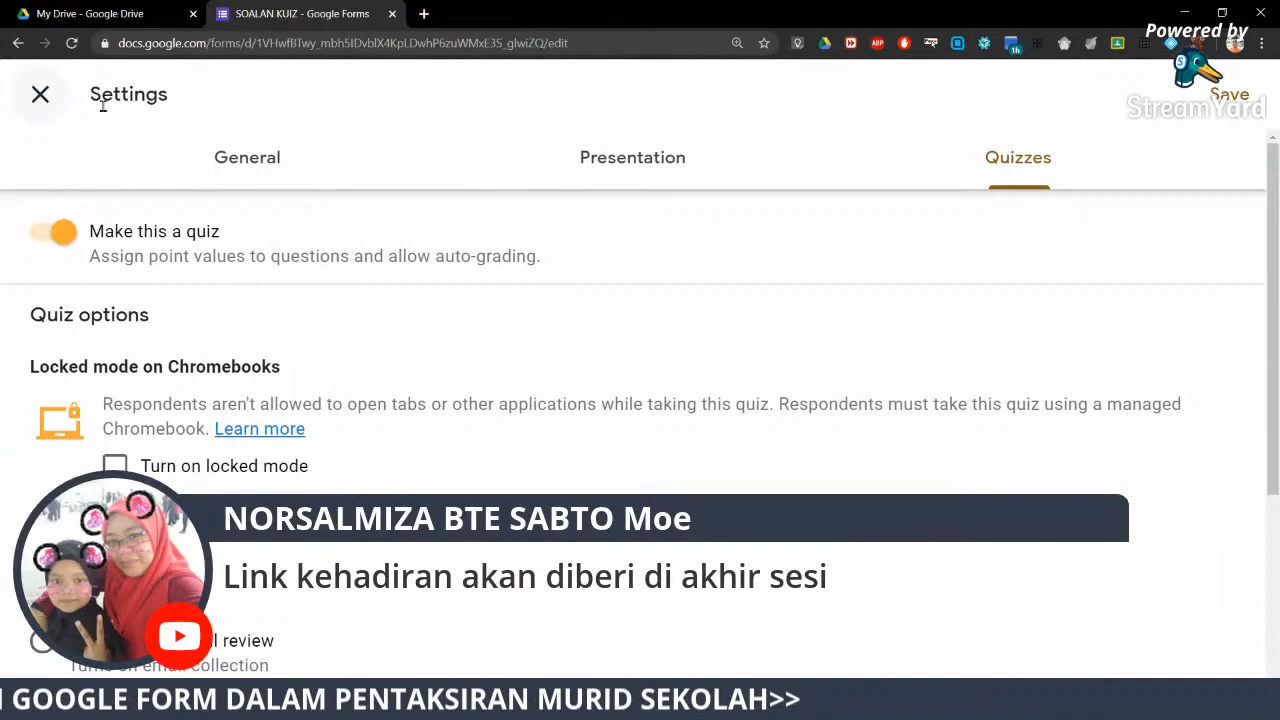 My Drive - Google Drive
SOALAN KUIZ - Google Forms
docs.google.com/forms/d/1VHwfBTwy_mbh5IDvblX4KpLDwhP6zuWMxE3S_glwiZQ/edit
Powered by
StreamYard
Settings
Save
General
Presentation
Quizzes
Make this a quiz
Assign point values to questions and allow auto-grading.
Quiz options
Locked mode on Chromebooks
Respondents aren't allowed to open tabs or other applications while taking this quiz. Respondents must take this quiz using a managed
Chromebook. Learn more
Turn on locked mode
NORSALMIZA BTE SABTO Moe
Link kehadiran akan diberi di akhir sesi
review
Turns on email collection
GOOGLE FORM DALAM PENTAKSIRAN MURID SEKOLAH>>